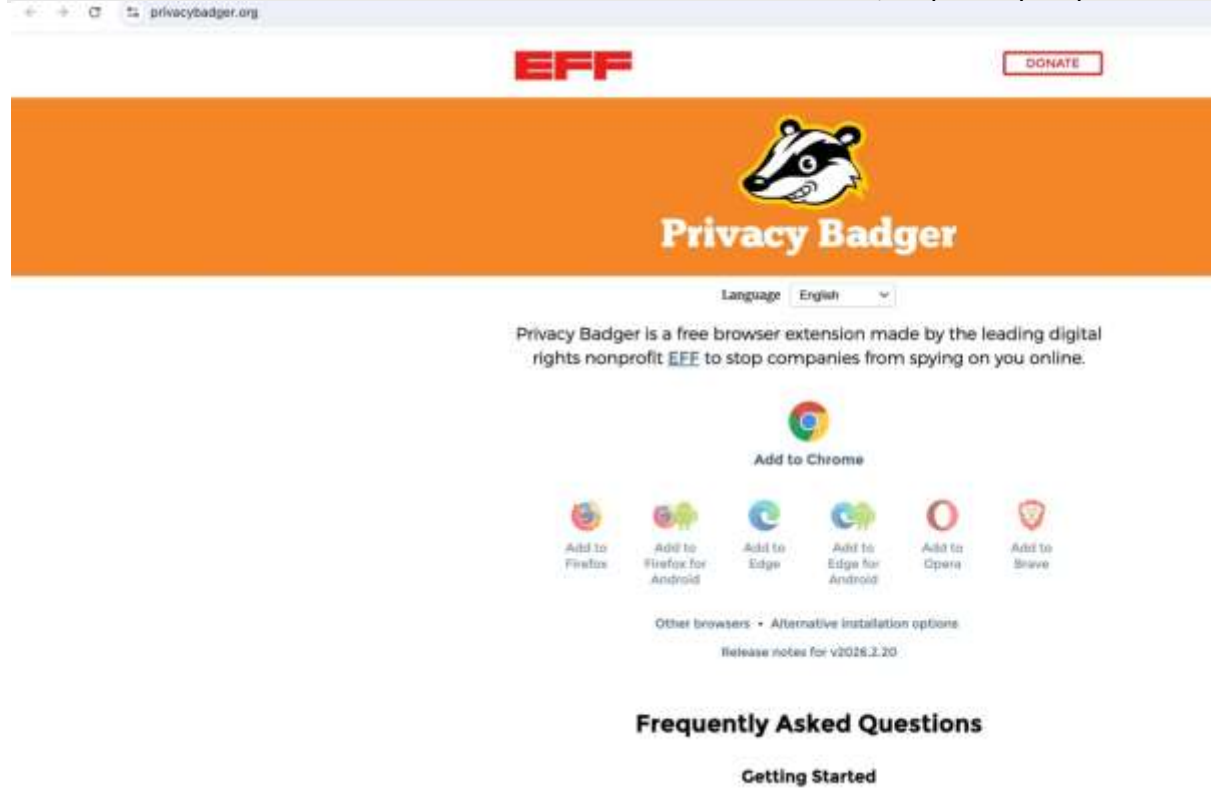 privacybadger.org
EFF
DONATE
Privacy Badger
Language English
Privacy Badger is a free browser extension made by the leading digital
rights nonprofit EFF to stop companies from spying on you online.
Add to Chrome
Add to Firefox
Add to Firefox for Android
Add to Edge
Add to Edge for Android
Add to Opera
Add to Brave
Other browsers • Alternative installation options
Release notes for v2026.2.20
Frequently Asked Questions
Getting Started